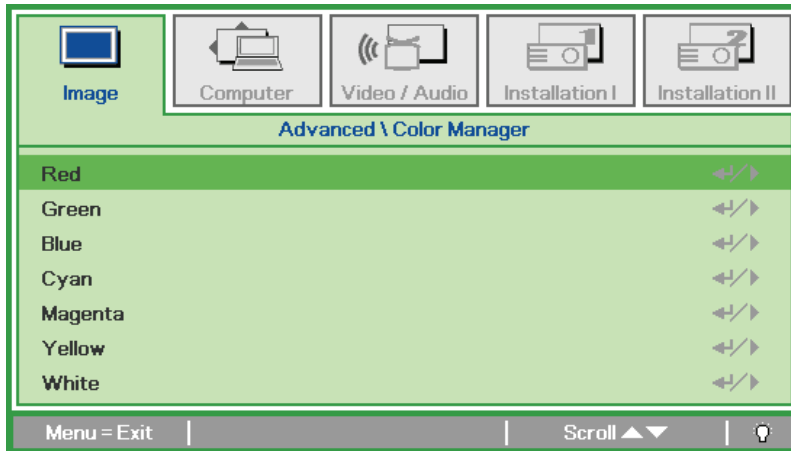 Image Computer Video / Audio Installation I Installation II
Advanced \ Color Manager
Red
Green
Blue
Cyan
Magenta
Yellow
White
Menu = Exit Scroll